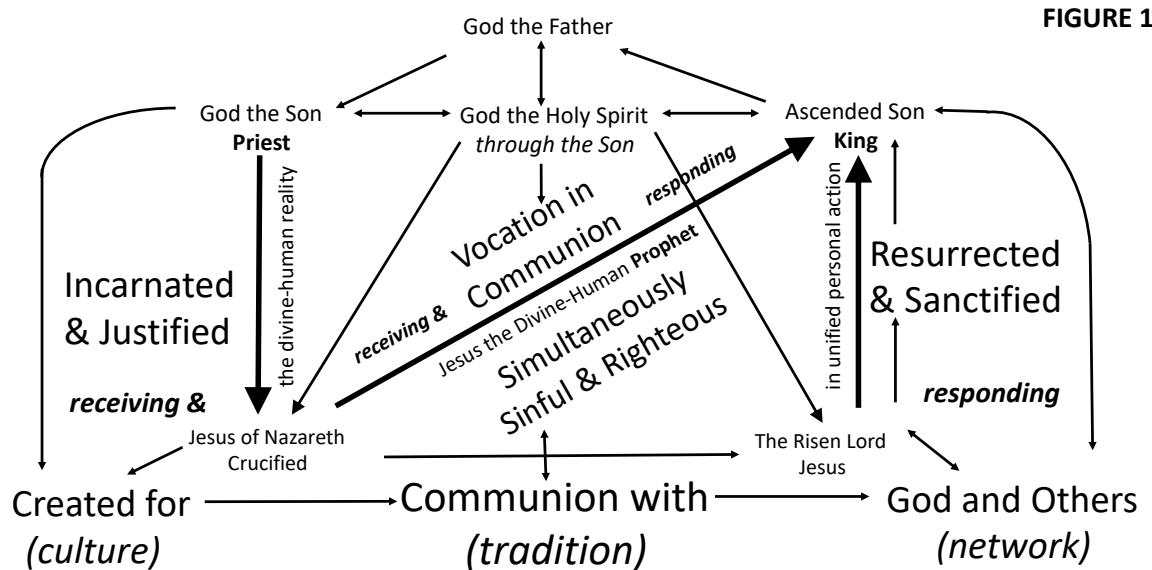 FIGURE 1
God the Father
God the Son
Priest
God the Holy Spirit
through the Son
Ascended Son
King
the divine-human reality
Incarnated
& Justified
receiving &
Vocation in
Communion
responding
receiving &
Jesus the Divine-Human Prophet
Simultaneously
Sinful & Righteous
in unified personal action
Resurrected
& Sanctified
responding
Jesus of Nazareth
Crucified
The Risen Lord
Jesus
Created for
(culture)
Communion with
(tradition)
God and Others
(network)